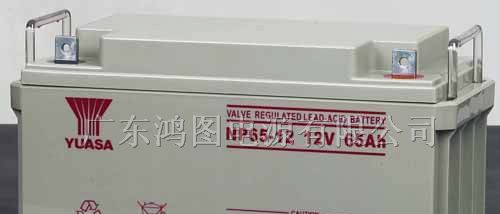 VALVE REGULATED LEAD-ACID BATTERY
NP65-12 12V 65Ah
YUASA
广东鸿图电炉有限公司